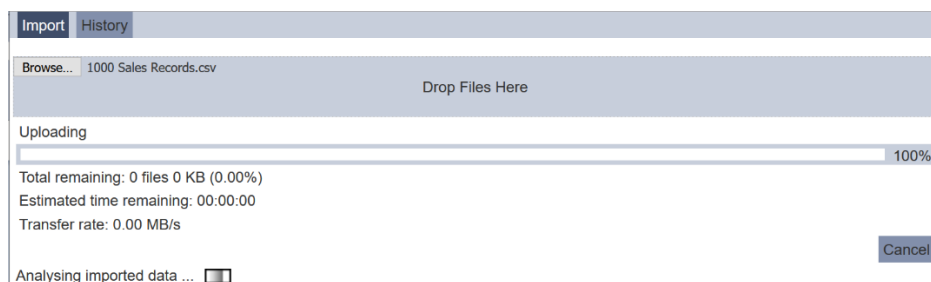 Import History
Browse... 1000 Sales Records.csv
Drop Files Here
Uploading
100%
Total remaining: 0 files 0 KB (0.00%)
Estimated time remaining: 00:00:00
Transfer rate: 0.00 MB/s
Cancel
Analysing imported data ...